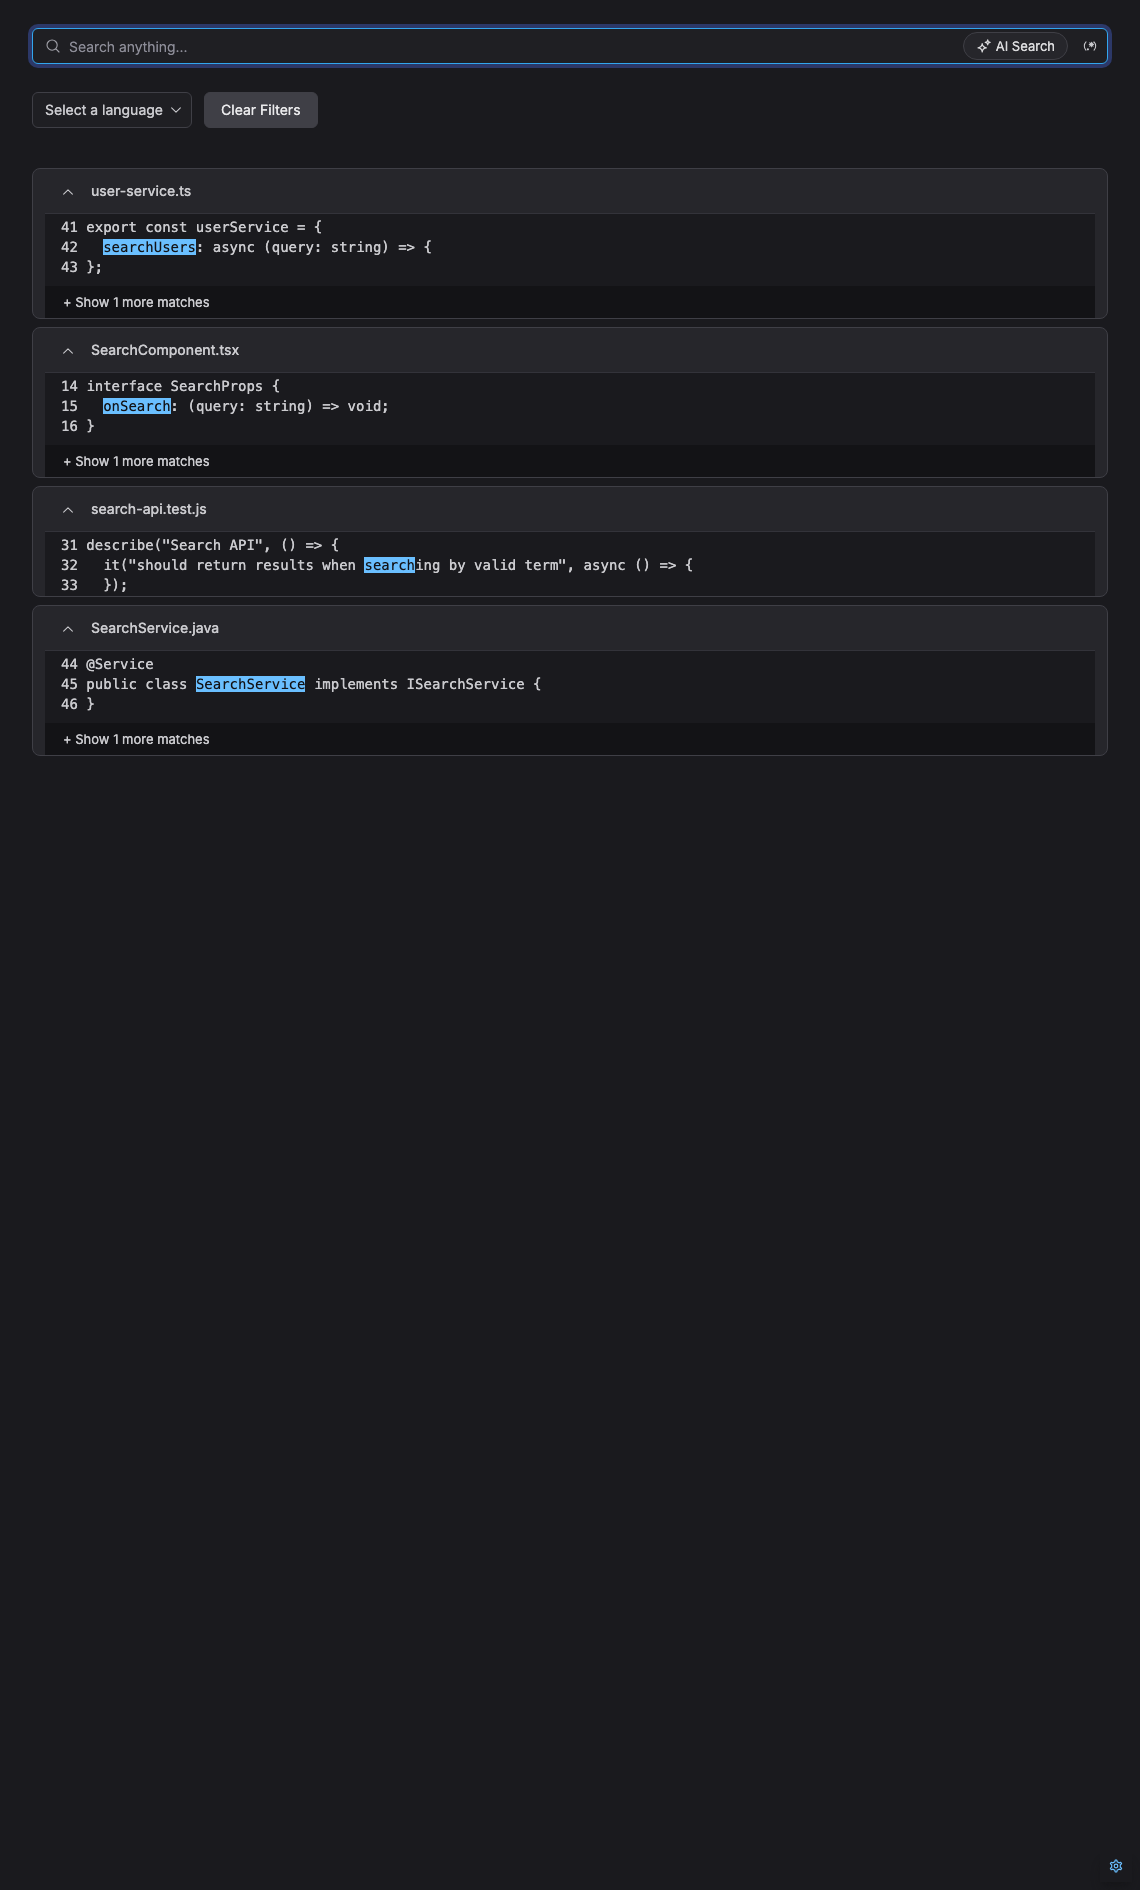 Search anything...
AI Search
(.*)
Select a language
Clear Filters
user-service.ts
41 export const userService = {
42   searchUsers: async (query: string) => {
43 };
+ Show 1 more matches
SearchComponent.tsx
14 interface SearchProps {
15   onSearch: (query: string) => void;
16 }
+ Show 1 more matches
search-api.test.js
31 describe("Search API", () => {
32   it("should return results when searching by valid term", async () => {
33   });
SearchService.java
44 @Service
45 public class SearchService implements ISearchService {
46 }
+ Show 1 more matches